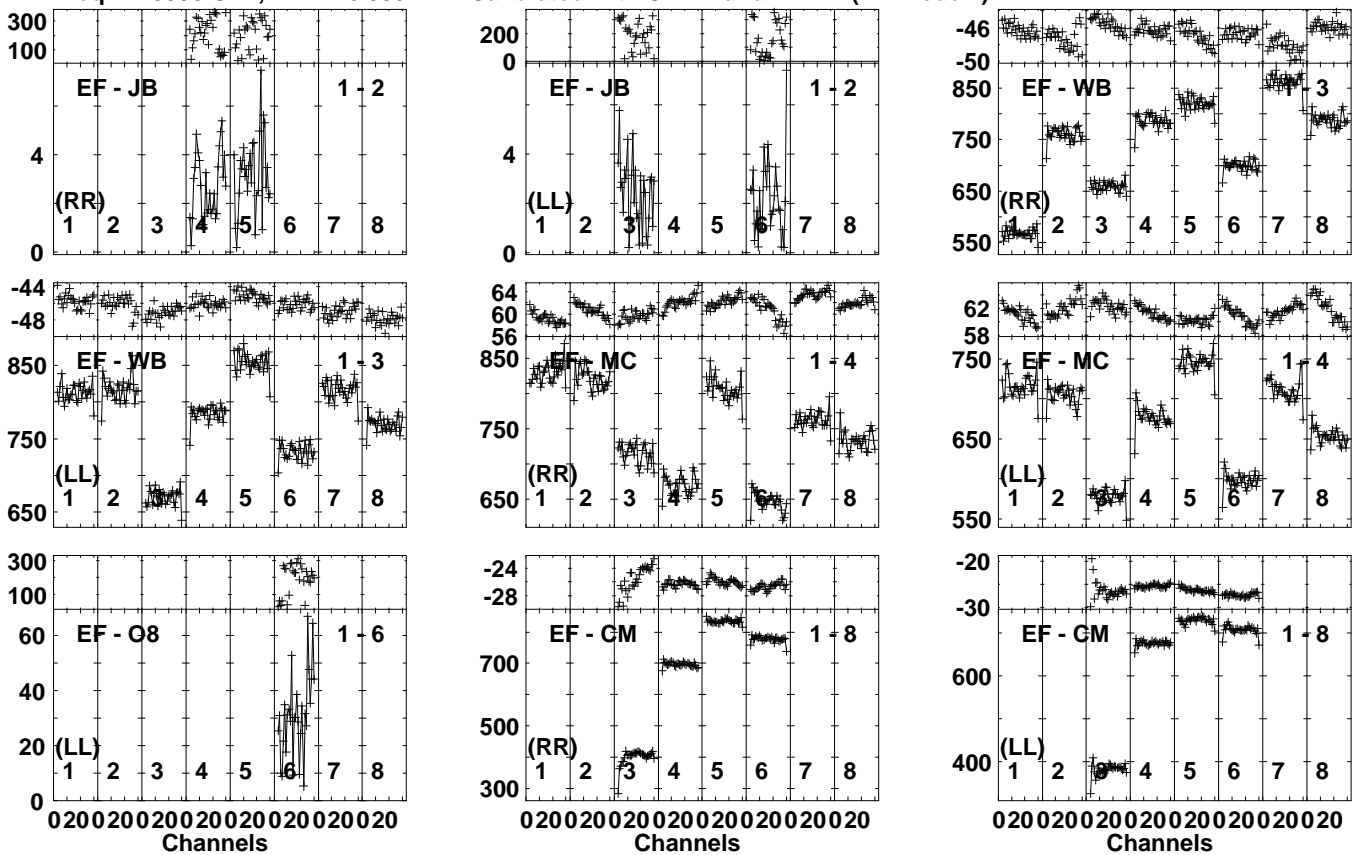 300
100
EF - JB 1 - 2
4
(RR)
1 2 3 4 5 6 7 8
0
200
0
EF - JB 1 - 2
4
(LL)
1 2 3 4 5 6 7 8
0
-46
-50
EF - WB 1 - 3
850
750
650
(RR)
1 2 3 4 5 6 7 8
550
-44
-48
EF - WB 1 - 3
850
750
(LL)
650
1 2 3 4 5 6 7 8
64
60
56
EF - MC 1 - 4
850
750
(RR)
650
1 2 3 4 5 6 7 8
62
58
EF - MC 1 - 4
750
650
(LL)
1 2 3 4 5 6 7 8
550
300
100
EF - O8 1 - 6
60
40
20
(LL)
1 2 3 4 5 6 7 8
0
0 20 0 20 0 20 0 20 0 20 0 20 0 20 0 20
Channels
-24
-28
EF - CM 1 - 8
700
500
(RR)
1 2 3 4 5 6 7 8
300
0 20 0 20 0 20 0 20 0 20 0 20 0 20 0 20
Channels
-20
-30
EF - CM 1 - 8
600
(LL)
400
1 2 3 4 5 6 7 8
0 20 0 20 0 20 0 20 0 20 0 20 0 20 0 20
Channels